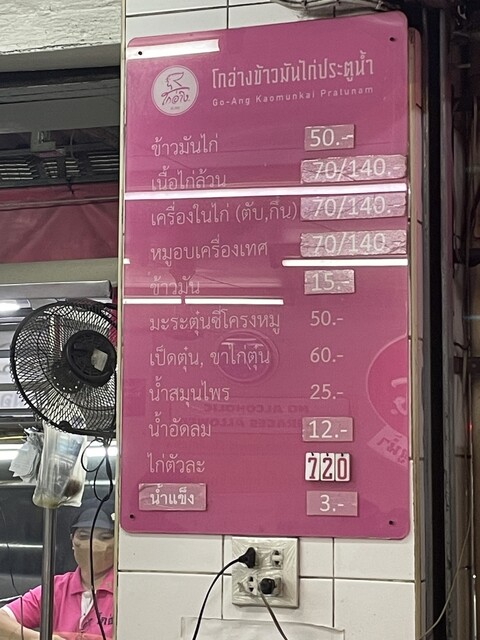 โกอ่างข้าวมันไก่ประตูน้ำ
Go-Ang Kaomunkai Pratunam
ข้าวมันไก่ 50.-
เนื้อไก่ล้วน 70/140.-
เครื่องในไก่ (ตับ,กึ๋น) 70/140.-
หมูอบเครื่องเทศ 70/140.-
ข้าวมัน 15.-
มะระตุ๋นซี่โครงหมู 50.-
เป็ดตุ๋น, ขาไก่ตุ๋น 60.-
น้ำสมุนไพร 25.-
น้ำอัดลม 12.-
ไก่ตัวละ 720
น้ำแข็ง 3.-